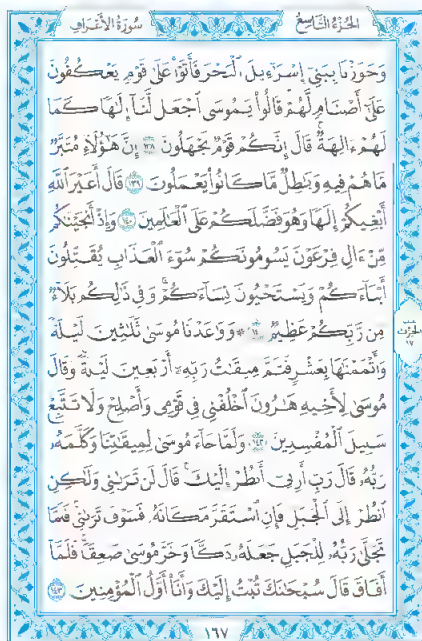 الجزء التاسع سورة الأعراف
وَجَٰوَزْنَا بِبَنِىٓ إِسْرَٰٓءِيلَ ٱلْبَحْرَ فَأَتَوْا۟ عَلَىٰ قَوْمٍ يَعْكُفُونَ
عَلَىٰٓ أَصْنَامٍ لَّهُمْ قَالُوا۟ يَٰمُوسَى ٱجْعَل لَّنَآ إِلَٰهًا كَمَا
لَهُمْ ءَالِهَةٌ قَالَ إِنَّكُمْ قَوْمٌ تَجْهَلُونَ ١٣٨ إِنَّ هَٰٓؤُلَآءِ مُتَبَّرٌ
مَّا هُمْ فِيهِ وَبَٰطِلٌ مَّا كَانُوا۟ يَعْمَلُونَ ١٣٩ قَالَ أَغَيْرَ ٱللَّهِ
أَبْغِيكُمْ إِلَٰهًا وَهُوَ فَضَّلَكُمْ عَلَى ٱلْعَٰلَمِينَ ١٤٠ وَإِذْ أَنجَيْنَٰكُم
مِّنْ ءَالِ فِرْعَوْنَ يَسُومُونَكُمْ سُوٓءَ ٱلْعَذَابِ يُقَتِّلُونَ
أَبْنَآءَكُمْ وَيَسْتَحْيُونَ نِسَآءَكُمْ وَفِى ذَٰلِكُم بَلَآءٌ
مِّن رَّبِّكُمْ عَظِيمٌ ١٤١ ۞ وَوَٰعَدْنَا مُوسَىٰ ثَلَٰثِينَ لَيْلَةً
وَأَتْمَمْنَٰهَا بِعَشْرٍ فَتَمَّ مِيقَٰتُ رَبِّهِۦٓ أَرْبَعِينَ لَيْلَةً وَقَالَ
مُوسَىٰ لِأَخِيهِ هَٰرُونَ ٱخْلُفْنِى فِى قَوْمِى وَأَصْلِحْ وَلَا تَتَّبِعْ
سَبِيلَ ٱلْمُفْسِدِينَ ١٤٢ وَلَمَّا جَآءَ مُوسَىٰ لِمِيقَٰتِنَا وَكَلَّمَهُۥ
رَبُّهُۥ قَالَ رَبِّ أَرِنِىٓ أَنظُرْ إِلَيْكَ قَالَ لَن تَرَىٰنِى وَلَٰكِنِ
ٱنظُرْ إِلَى ٱلْجَبَلِ فَإِنِ ٱسْتَقَرَّ مَكَانَهُۥ فَسَوْفَ تَرَىٰنِى فَلَمَّا
تَجَلَّىٰ رَبُّهُۥ لِلْجَبَلِ جَعَلَهُۥ دَكًّا وَخَرَّ مُوسَىٰ صَعِقًا فَلَمَّآ
أَفَاقَ قَالَ سُبْحَٰنَكَ تُبْتُ إِلَيْكَ وَأَنَا۠ أَوَّلُ ٱلْمُؤْمِنِينَ ١٤٣
١٦٧